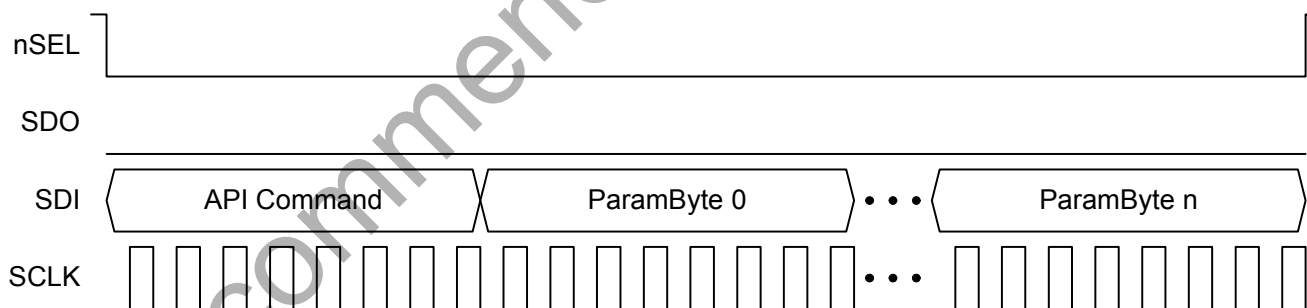 nSEL
SDO
SDI API Command ParamByte 0 • • • ParamByte n
SCLK • • •